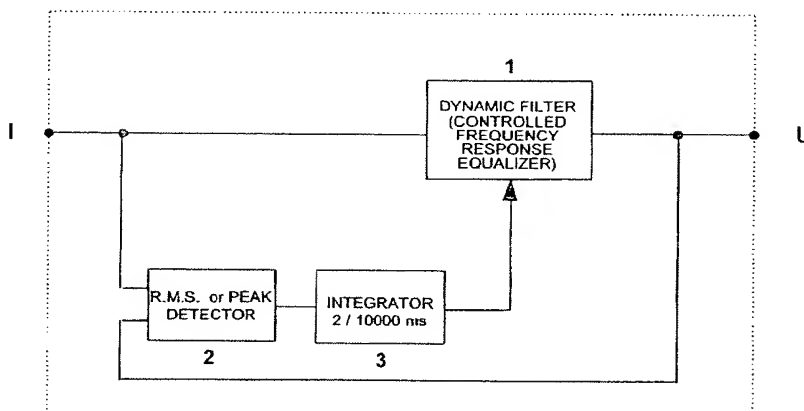 1
DYNAMIC FILTER
(CONTROLLED
FREQUENCY
RESPONSE
EQUALIZER)
I
U
R.M.S. or PEAK
DETECTOR
INTEGRATOR
2 / 10000 ms
2
3